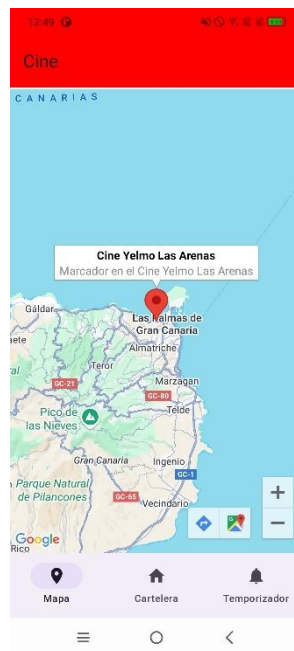 12:49
Cine
CANARIAS
Cine Yelmo Las Arenas
Marcador en el Cine Yelmo Las Arenas
Gáldar
Las Palmas de
Gran Canaria
Almatriche
Teror
GC-21
Marzagan
GC-80
Pico de
las Nieves
Telde
Gran Canaria
Ingenio
GC-1
Parque Natural
de Pilancones
GC-65
Vecindario
+
−
Google
Rico
Mapa
Cartelera
Temporizador